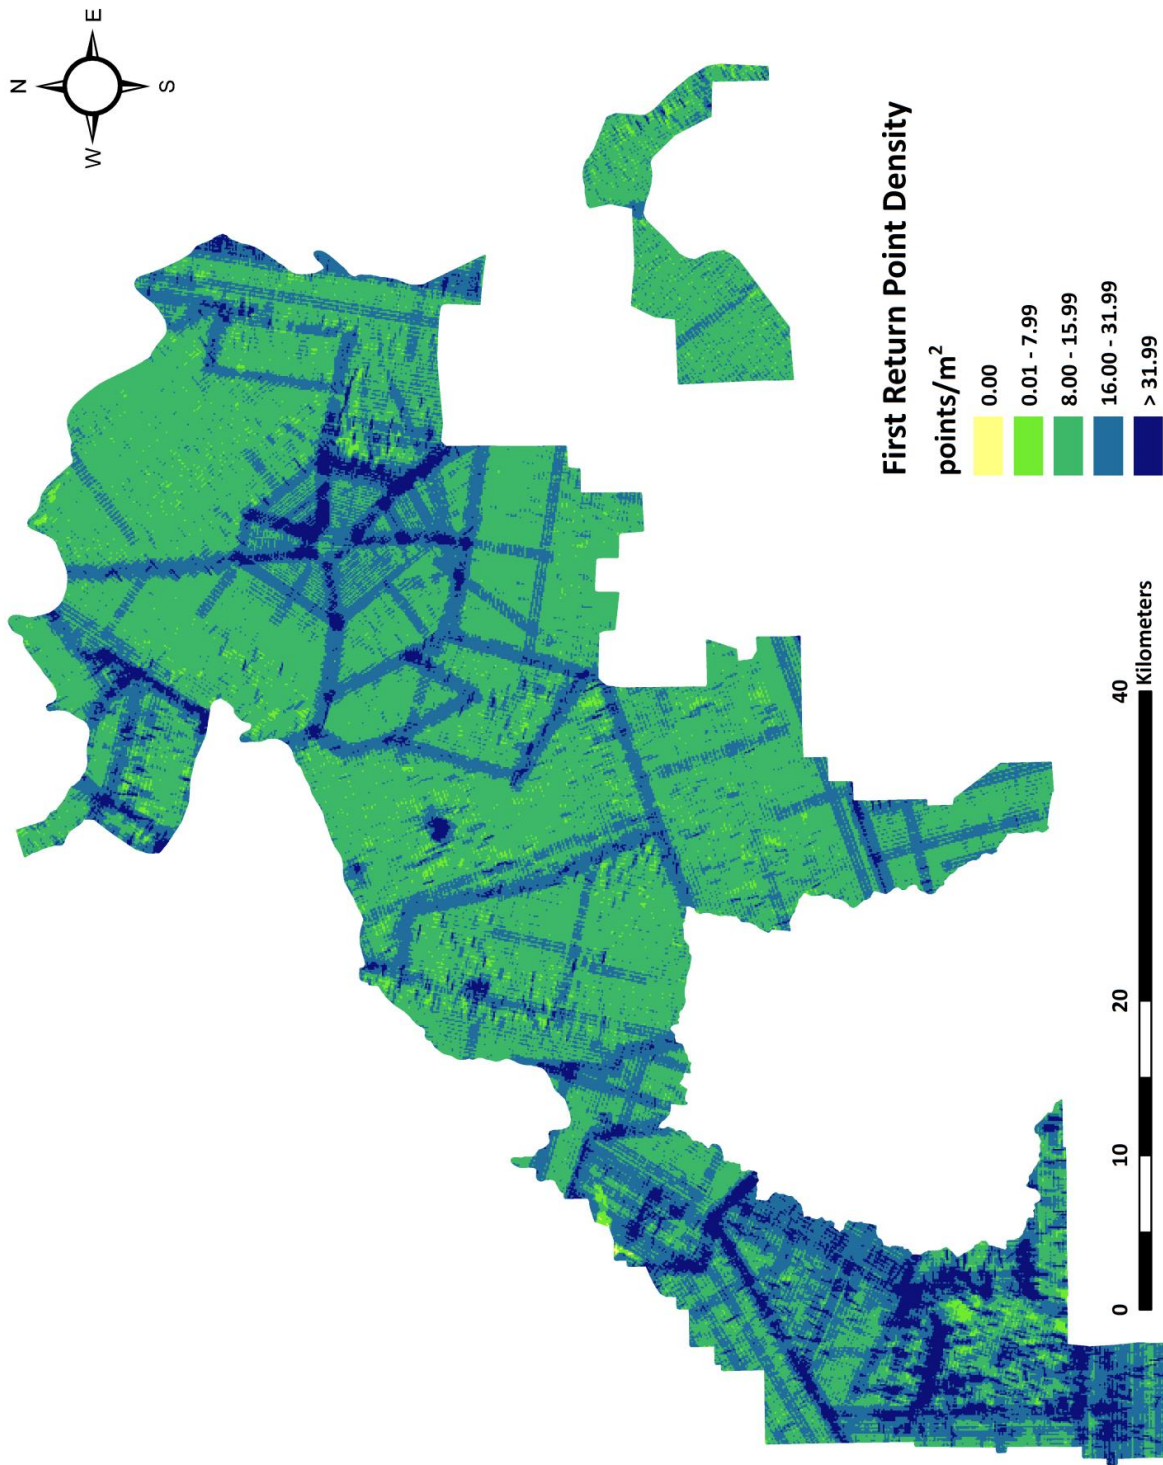 N
E
W
S
First Return Point Density
points/m²
0.00
0.01 - 7.99
8.00 - 15.99
16.00 - 31.99
> 31.99
0
10
20
40
Kilometers